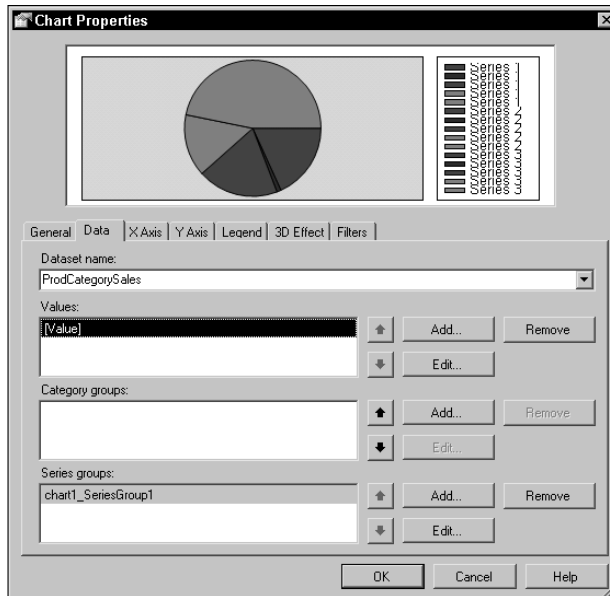 Chart Properties
Series 1
Series 1
Series 1
Series 1
Series 1
Series 2
Series 2
Series 2
Series 2
Series 2
Series 3
Series 3
Series 3
Series 3
Series 3
General Data X Axis Y Axis Legend 3D Effect Filters
Dataset name:
ProdCategorySales
Values:
[Value] Add... Remove
Edit...
Category groups:
Add... Remove
Edit...
Series groups:
chart1_SeriesGroup1 Add... Remove
Edit...
OK Cancel Help